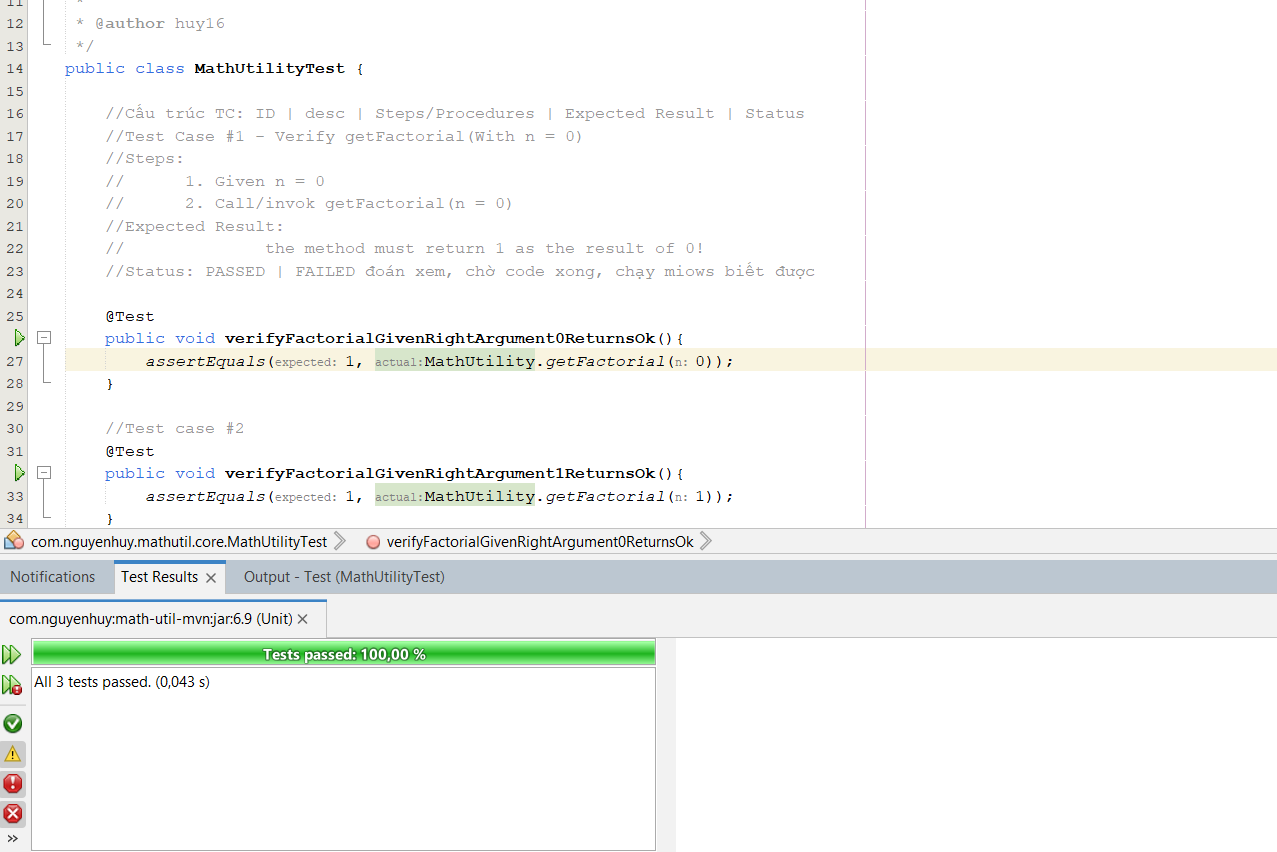 11 *
12 * @author huy16
13 */
14 public class MathUtilityTest {
15
16 //Cấu trúc TC: ID | desc | Steps/Procedures | Expected Result | Status
17 //Test Case #1 - Verify getFactorial(With n = 0)
18 //Steps:
19 // 1. Given n = 0
20 // 2. Call/invok getFactorial(n = 0)
21 //Expected Result:
22 // the method must return 1 as the result of 0!
23 //Status: PASSED | FAILED đoán xem, chờ code xong, chạy miows biết được
24
25 @Test
public void verifyFactorialGivenRightArgument0ReturnsOk(){
27 assertEquals(expected: 1, actual:MathUtility.getFactorial(n: 0));
28 }
29
30 //Test case #2
31 @Test
public void verifyFactorialGivenRightArgument1ReturnsOk(){
33 assertEquals(expected: 1, actual:MathUtility.getFactorial(n: 1));
34 }
com.nguyenhuy.mathutil.core.MathUtilityTest verifyFactorialGivenRightArgument0ReturnsOk
Notifications Test Results Output - Test (MathUtilityTest)
com.nguyenhuy:math-util-mvn:jar:6.9 (Unit)
Tests passed: 100,00 %
All 3 tests passed. (0,043 s)